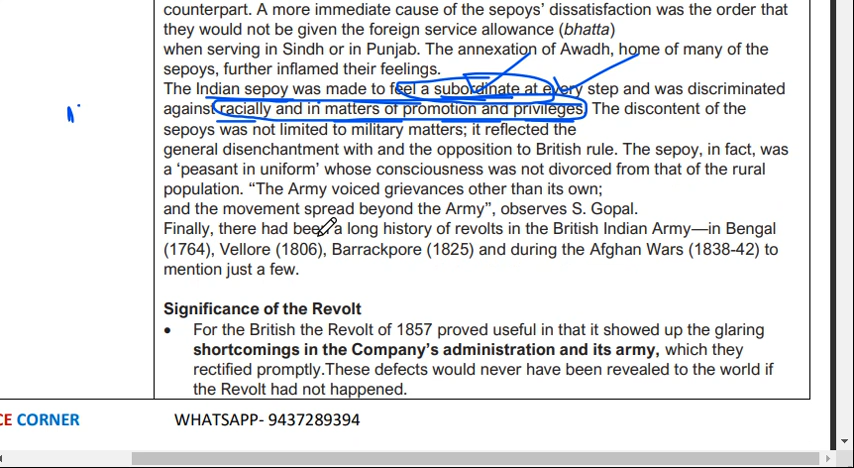 counterpart. A more immediate cause of the sepoys' dissatisfaction was the order that
they would not be given the foreign service allowance (bhatta)
when serving in Sindh or in Punjab. The annexation of Awadh, home of many of the
sepoys, further inflamed their feelings.
The Indian sepoy was made to feel a subordinate at every step and was discriminated
against racially and in matters of promotion and privileges. The discontent of the
sepoys was not limited to military matters; it reflected the
general disenchantment with and the opposition to British rule. The sepoy, in fact, was
a 'peasant in uniform' whose consciousness was not divorced from that of the rural
population. “The Army voiced grievances other than its own;
and the movement spread beyond the Army”, observes S. Gopal.
Finally, there had been a long history of revolts in the British Indian Army—in Bengal
(1764), Vellore (1806), Barrackpore (1825) and during the Afghan Wars (1838-42) to
mention just a few.
Significance of the Revolt
• For the British the Revolt of 1857 proved useful in that it showed up the glaring
shortcomings in the Company's administration and its army, which they
rectified promptly.These defects would never have been revealed to the world if
the Revolt had not happened.
CE CORNER WHATSAPP- 9437289394